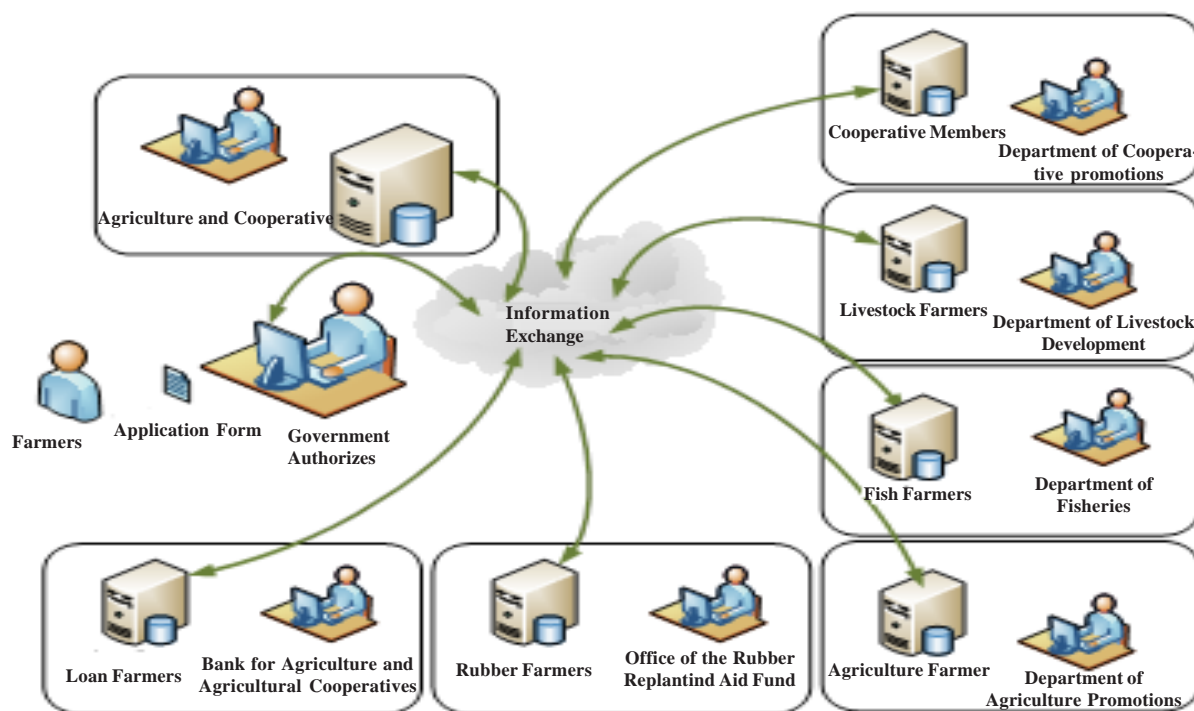 Cooperative Members
Department of Coopera-
tive promotions
Agriculture and Cooperative
Information
Exchange
Livestock Farmers
Department of Livestock
Development
Farmers
Application Form
Government
Authorizes
Fish Farmers
Department of
Fisheries
Loan Farmers
Bank for Agriculture and
Agricultural Cooperatives
Rubber Farmers
Office of the Rubber
Replantind Aid Fund
Agriculture Farmer
Department of
Agriculture Promotions